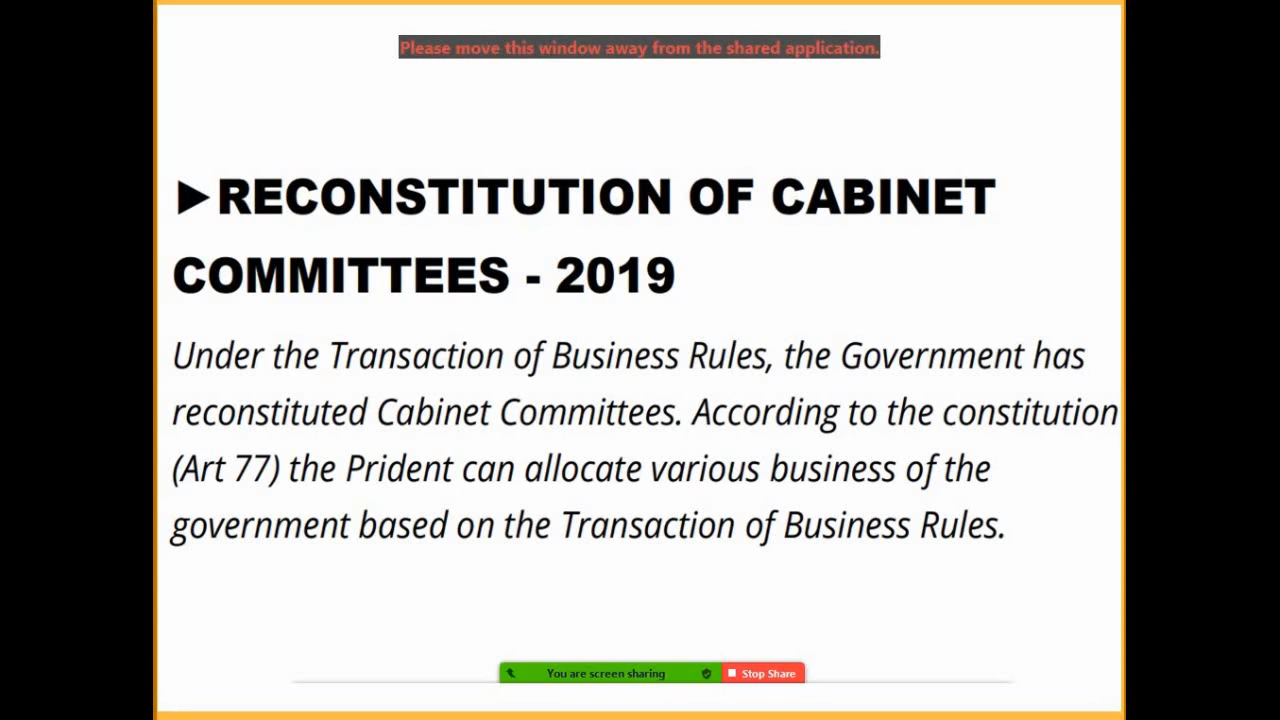 Please move this window away from the shared application.
►RECONSTITUTION OF CABINET
COMMITTEES - 2019
Under the Transaction of Business Rules, the Government has
reconstituted Cabinet Committees. According to the constitution
(Art 77) the Prident can allocate various business of the
government based on the Transaction of Business Rules.
You are screen sharing Stop Share